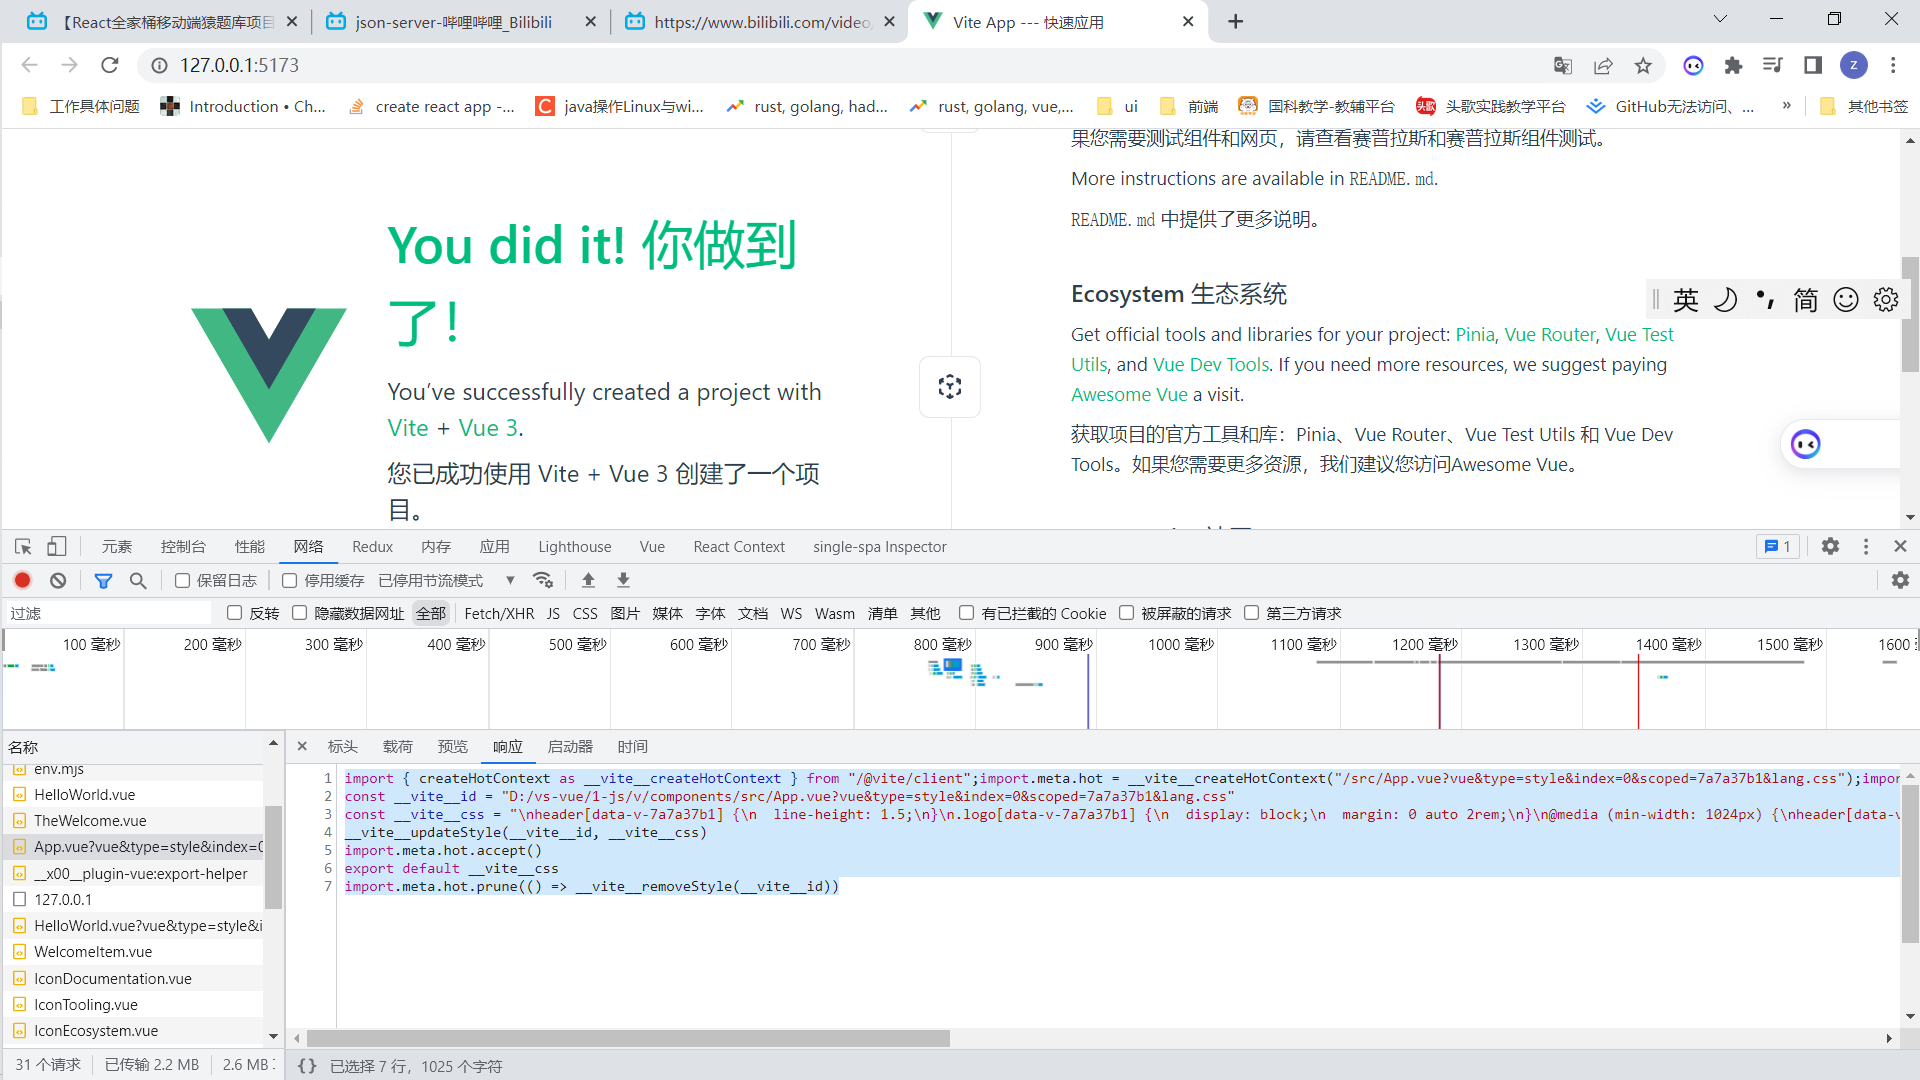 【React全家桶移动端猿题库项目
json-server-哔哩哔哩_Bilibili
https://www.bilibili.com/video
Vite App --- 快速应用
127.0.0.1:5173
Z
工作具体问题
Introduction • Ch...
create react app -...
java操作Linux与wi...
rust, golang, had...
rust, golang, vue,...
ui
前端
国科教学-教辅平台
头歌实践教学平台
GitHub无法访问、...
»
其他书签
You did it! 你做到
了！
You’ve successfully created a project with
Vite + Vue 3.
您已成功使用 Vite + Vue 3 创建了一个项
目。
果您需要测试组件和网页，请查看赛普拉斯和赛普拉斯组件测试。
More instructions are available in README.md.
README.md 中提供了更多说明。
Ecosystem 生态系统
Get official tools and libraries for your project: Pinia, Vue Router, Vue Test
Utils, and Vue Dev Tools. If you need more resources, we suggest paying
Awesome Vue a visit.
获取项目的官方工具和库：Pinia、Vue Router、Vue Test Utils 和 Vue Dev
Tools。如果您需要更多资源，我们建议您访问Awesome Vue。
英 简
元素 控制台 性能 网络 Redux 内存 应用 Lighthouse Vue React Context single-spa Inspector 1
保留日志 停用缓存 已停用节流模式
过滤 反转 隐藏数据网址 全部 Fetch/XHR JS CSS 图片 媒体 字体 文档 WS Wasm 清单 其他 有已拦截的 Cookie 被屏蔽的请求 第三方请求
100 毫秒 200 毫秒 300 毫秒 400 毫秒 500 毫秒 600 毫秒 700 毫秒 800 毫秒 900 毫秒 1000 毫秒 1100 毫秒 1200 毫秒 1300 毫秒 1400 毫秒 1500 毫秒 1600
名称
env.mjs
HelloWorld.vue
TheWelcome.vue
App.vue?vue&type=style&index=0
__x00__plugin-vue:export-helper
127.0.0.1
HelloWorld.vue?vue&type=style&i
WelcomeItem.vue
IconDocumentation.vue
IconTooling.vue
IconEcosystem.vue
31 个请求 已传输 2.2 MB 2.6 MB
标头 载荷 预览 响应 启动器 时间
1 import { createHotContext as __vite__createHotContext } from "/@vite/client";import.meta.hot = __vite__createHotContext("/src/App.vue?vue&type=style&index=0&scoped=7a7a37b1&lang.css");impor
2 const __vite__id = "D:/vs-vue/1-js/v/components/src/App.vue?vue&type=style&index=0&scoped=7a7a37b1&lang.css"
3 const __vite__css = "\nheader[data-v-7a7a37b1] {\n  line-height: 1.5;\n}\n.logo[data-v-7a7a37b1] {\n  display: block;\n  margin: 0 auto 2rem;\n}\n@media (min-width: 1024px) {\nheader[data-v
4 __vite__updateStyle(__vite__id, __vite__css)
5 import.meta.hot.accept()
6 export default __vite__css
7 import.meta.hot.prune(() => __vite__removeStyle(__vite__id))
{} 已选择 7 行，1025 个字符